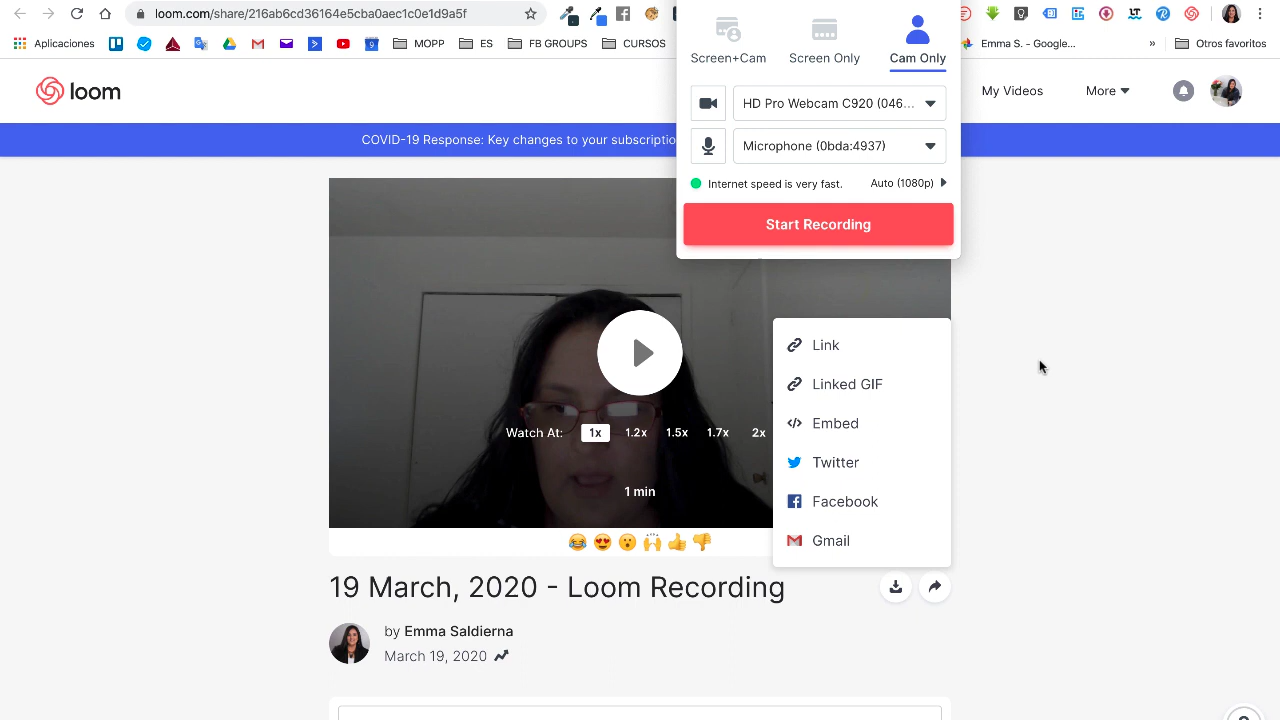 loom.com/share/216ab6cd36164e5cba0aec1c0e1d9a5f
Aplicaciones
MOPP
ES
FB GROUPS
CURSOS
Emma S. - Google...
»
Otros favoritos
Screen+Cam
Screen Only
Cam Only
HD Pro Webcam C920 (046...
Microphone (0bda:4937)
Internet speed is very fast.
Auto (1080p)
Start Recording
loom
My Videos
More
COVID-19 Response: Key changes to your
Watch At:
1x
1.2x
1.5x
1.7x
2x
1 min
Link
Linked GIF
Embed
Twitter
Facebook
Gmail
19 March, 2020 - Loom Recording
by Emma Saldierna
March 19, 2020